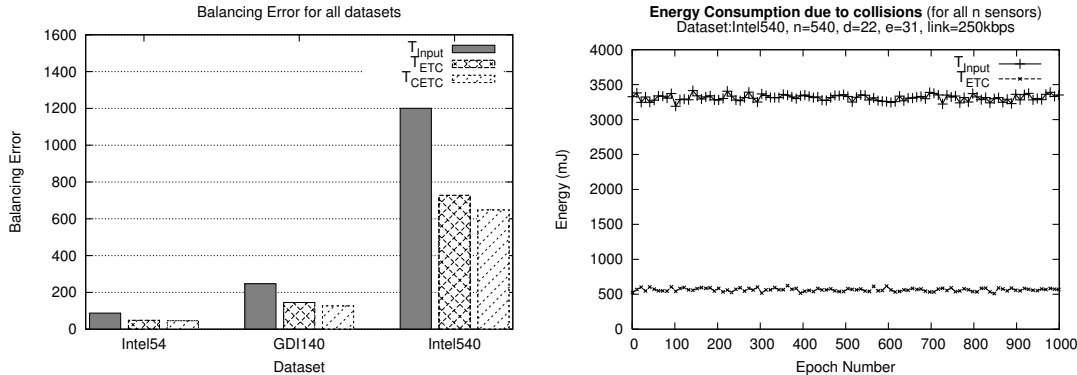 Balancing Error for all datasets
1600
1400
1200
1000
800
600
400
200
0
Balancing Error
T_Input
T_ETC
T_CETC
Intel54 GDI140 Intel540
Dataset
Energy Consumption due to collisions (for all n sensors)
Dataset:Intel540, n=540, d=22, e=31, link=250kbps
4000
3500
3000
2500
2000
1500
1000
500
0
Energy (mJ)
T_Input
T_ETC
0 100 200 300 400 500 600 700 800 900 1000
Epoch Number